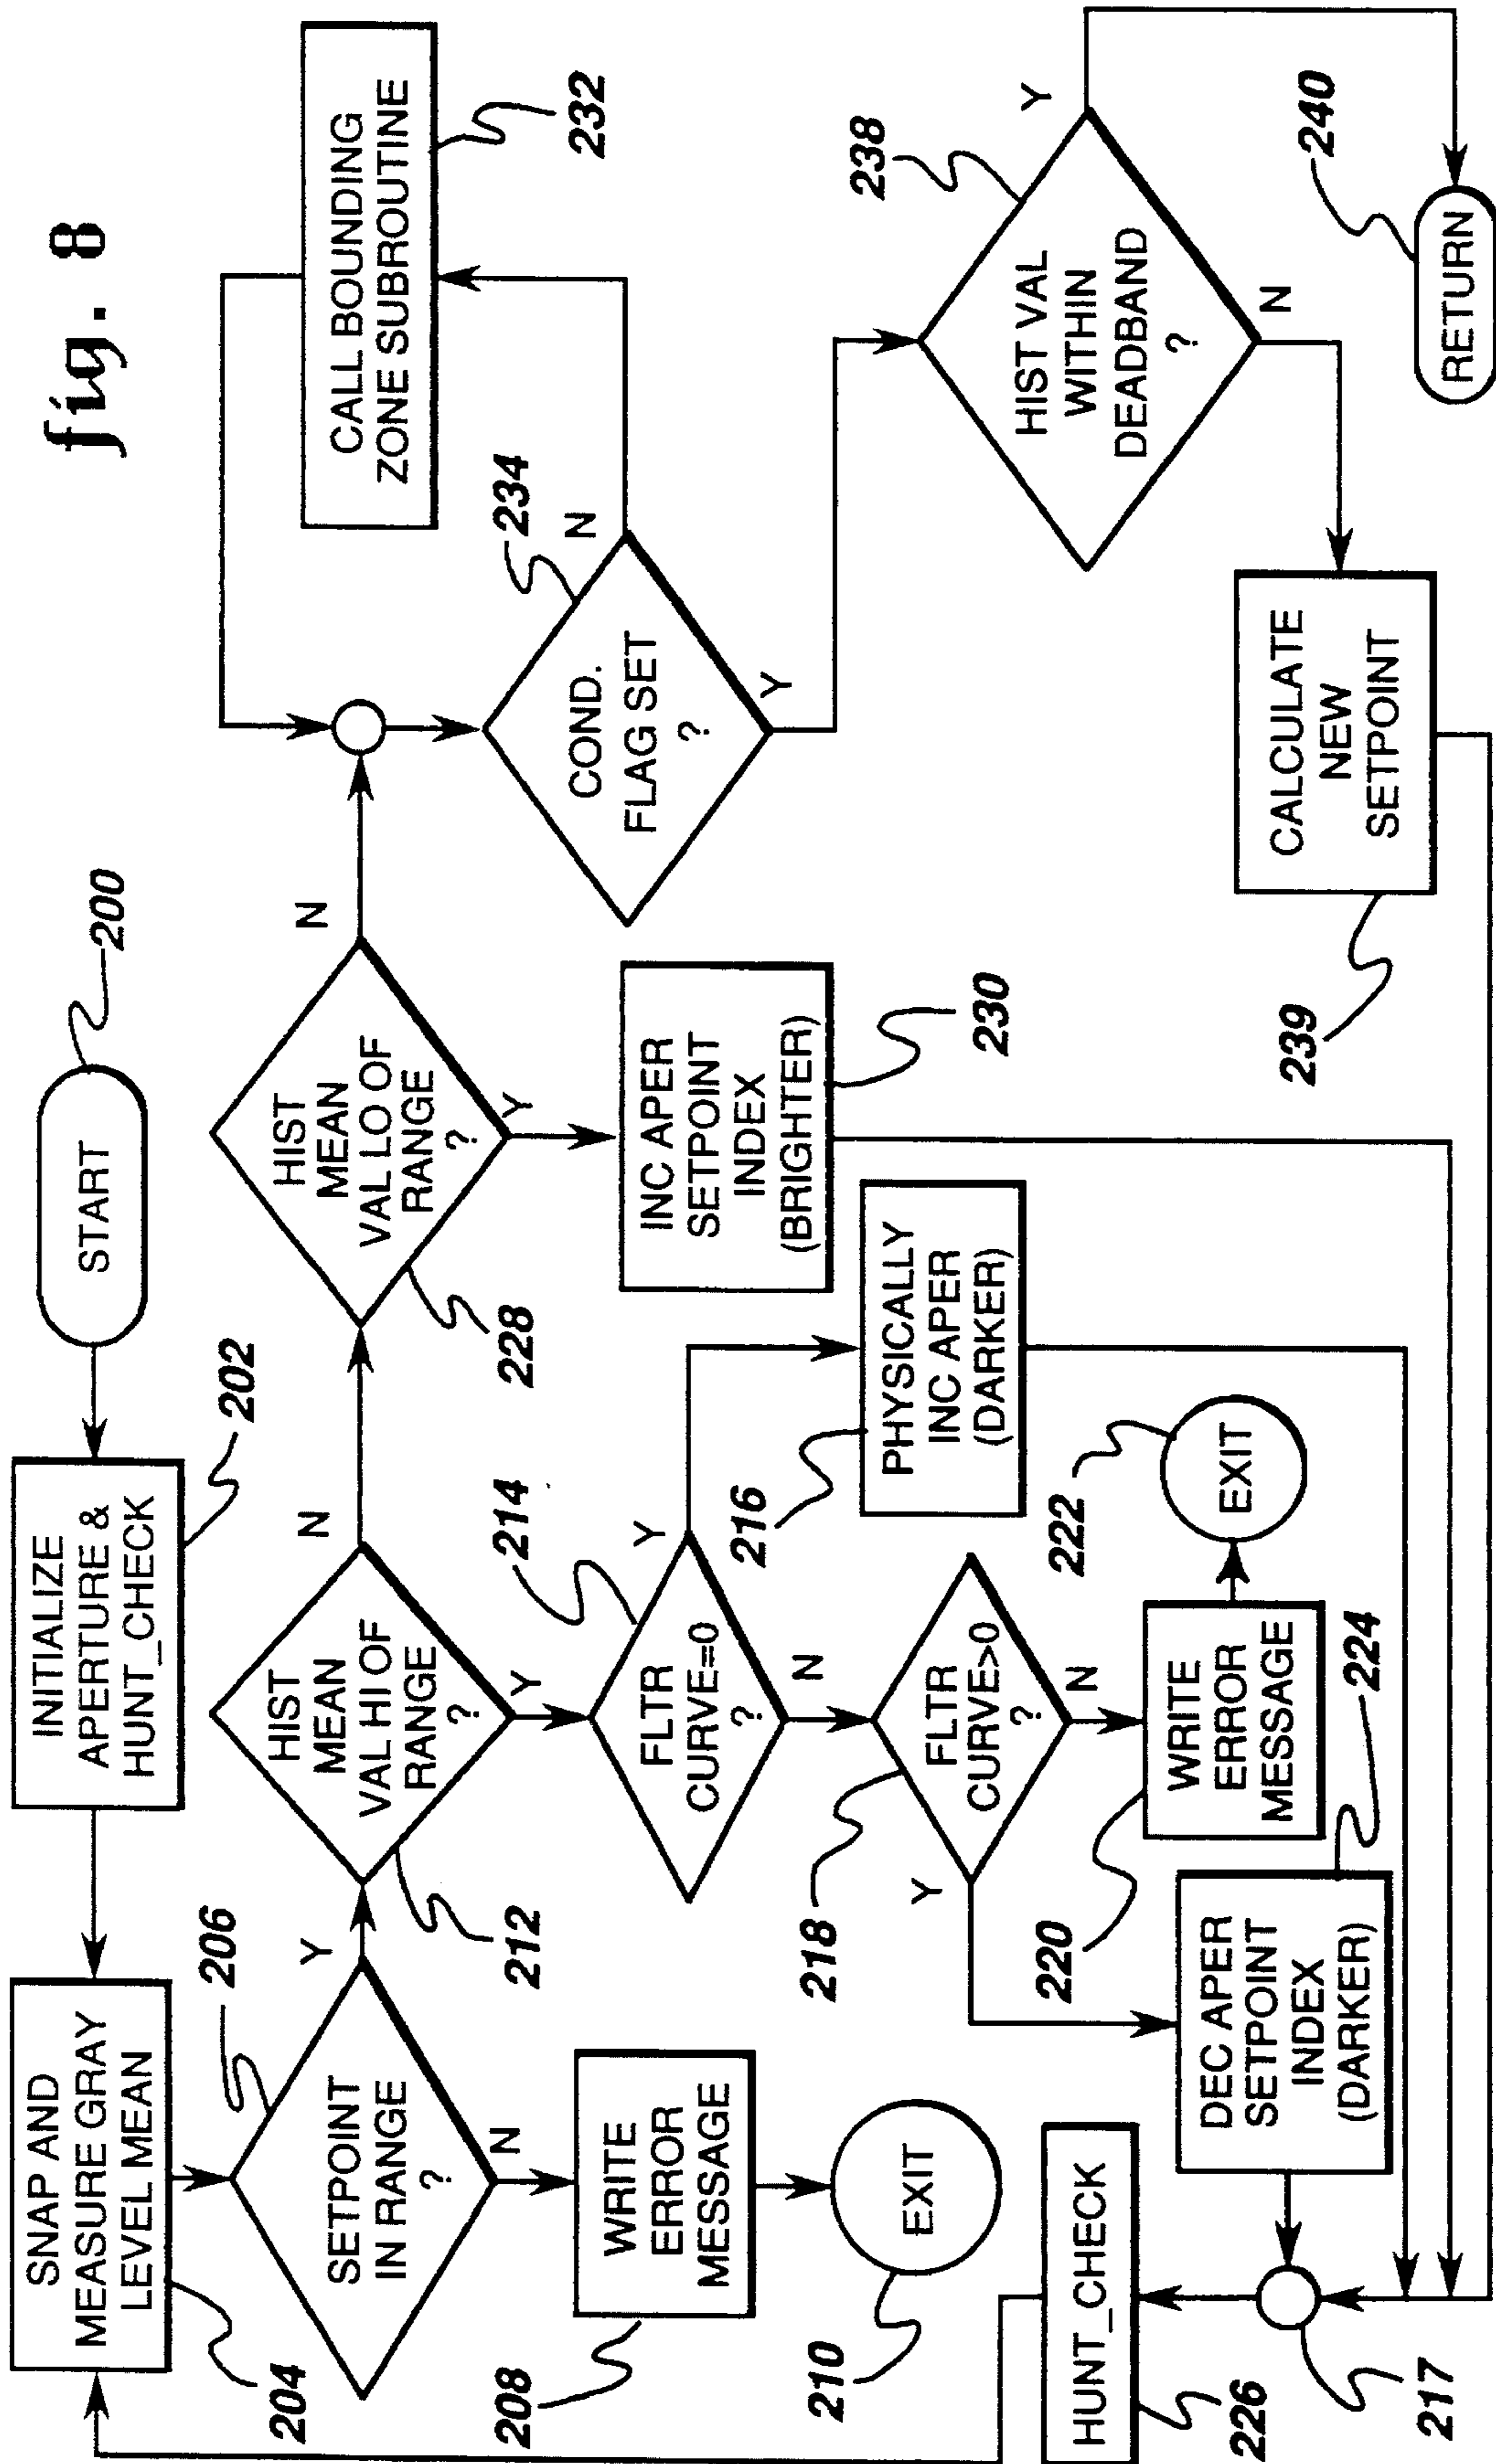 fig. 8
START
200
INITIALIZE
APERTURE &
HUNT_CHECK
202
SNAP AND
MEASURE GRAY
LEVEL MEAN
204
SETPOINT
IN RANGE
?
206
Y
N
WRITE
ERROR
MESSAGE
208
EXIT
210
HIST
MEAN
VAL HI OF
RANGE
?
212
N
Y
FLTR
CURVE=0
?
214
Y
N
PHYSICALLY
INC APER
(DARKER)
216
FLTR
CURVE>0
?
218
Y
N
WRITE
ERROR
MESSAGE
220
EXIT
222
DEC APER
SETPOINT
INDEX
(DARKER)
224
217
HUNT_CHECK
226
HIST
MEAN
VAL LO OF
RANGE
?
228
N
Y
INC APER
SETPOINT
INDEX
(BRIGHTER)
230
CALL BOUNDING
ZONE SUBROUTINE
232
COND.
FLAG SET
?
234
N
Y
HIST VAL
WITHIN
DEADBAND
?
238
Y
N
CALCULATE
NEW
SETPOINT
239
RETURN
240